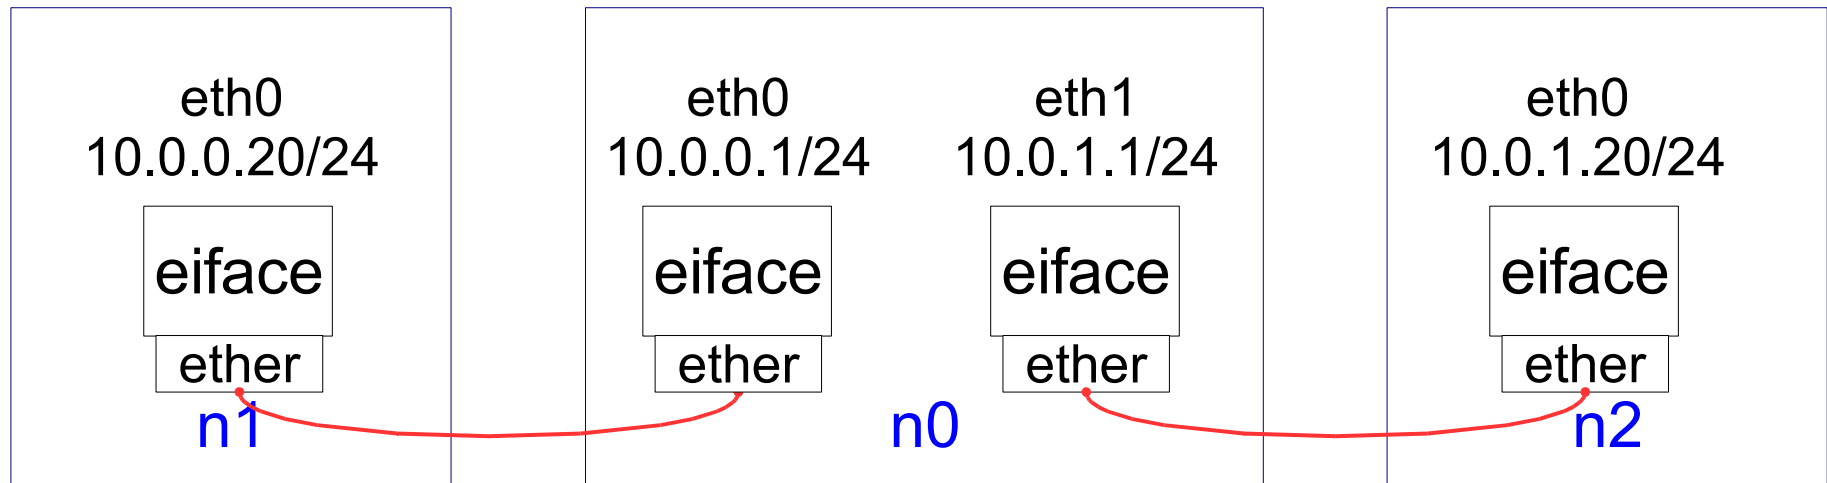 eth0
10.0.0.20/24
eiface
ether
n1
eth0
10.0.0.1/24
eiface
ether
eth1
10.0.1.1/24
eiface
ether
n0
eth0
10.0.1.20/24
eiface
ether
n2